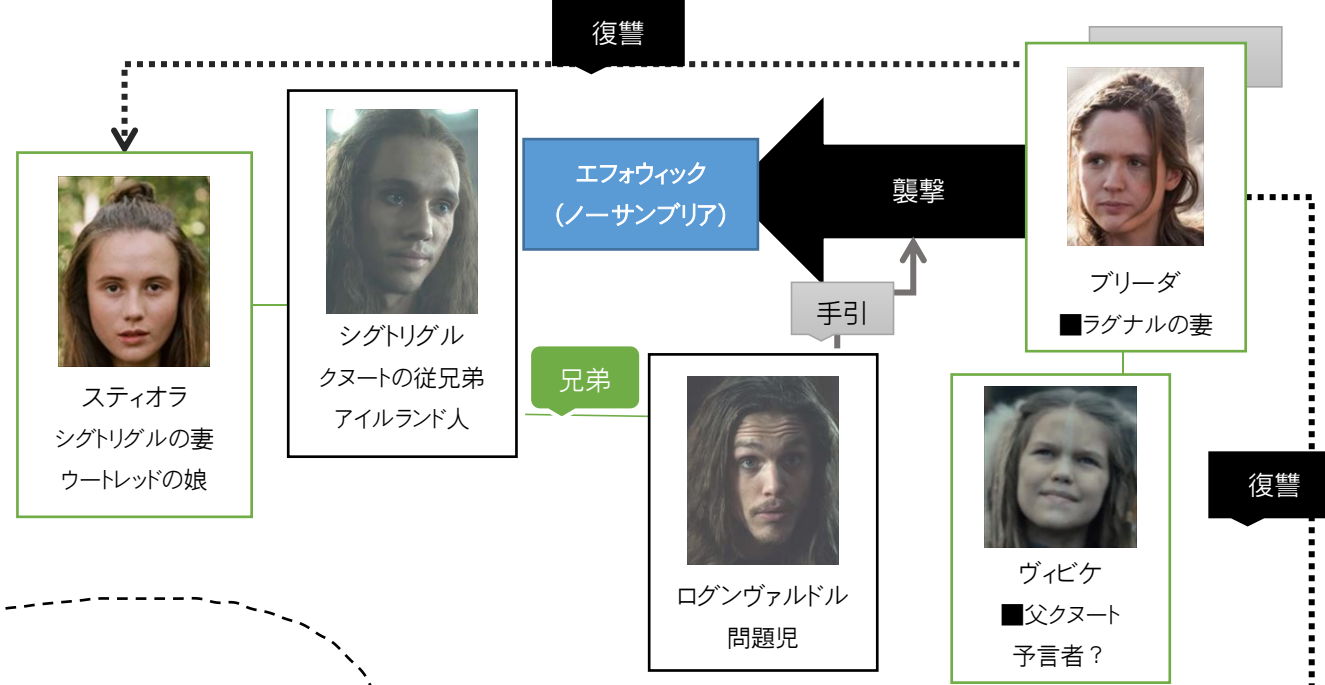 復讐
エフォウィック
(ノーサンブリア)
襲撃
手引
ブリーダ
■ラグナルの妻
シグトリグル
クヌートの従兄弟
アイルランド人
兄弟
スティオラ
シグトリグルの妻
ウートレッドの娘
復讐
ログンヴァルドル
問題児
ヴィビケ
■父クヌート
予言者?